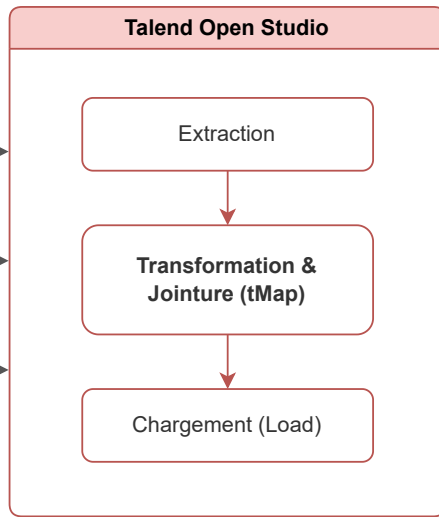 Talend Open Studio
Extraction
Transformation &
Jointure (tMap)
Chargement (Load)